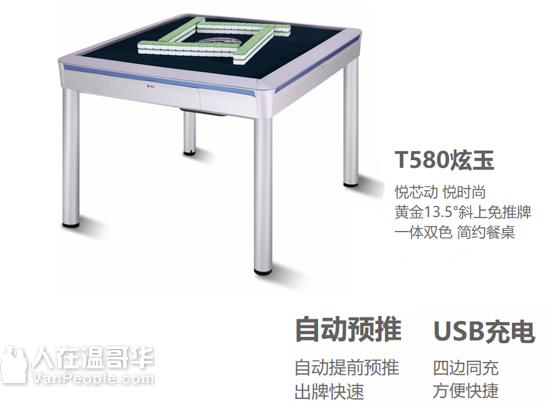 T580炫玉
悦芯动 悦时尚
黄金13.5°斜上免推牌
一体双色 简约餐桌
自动预推
自动提前预推
出牌快速
USB充电
四边同充
方便快捷
人在温哥华
VanPeople.com